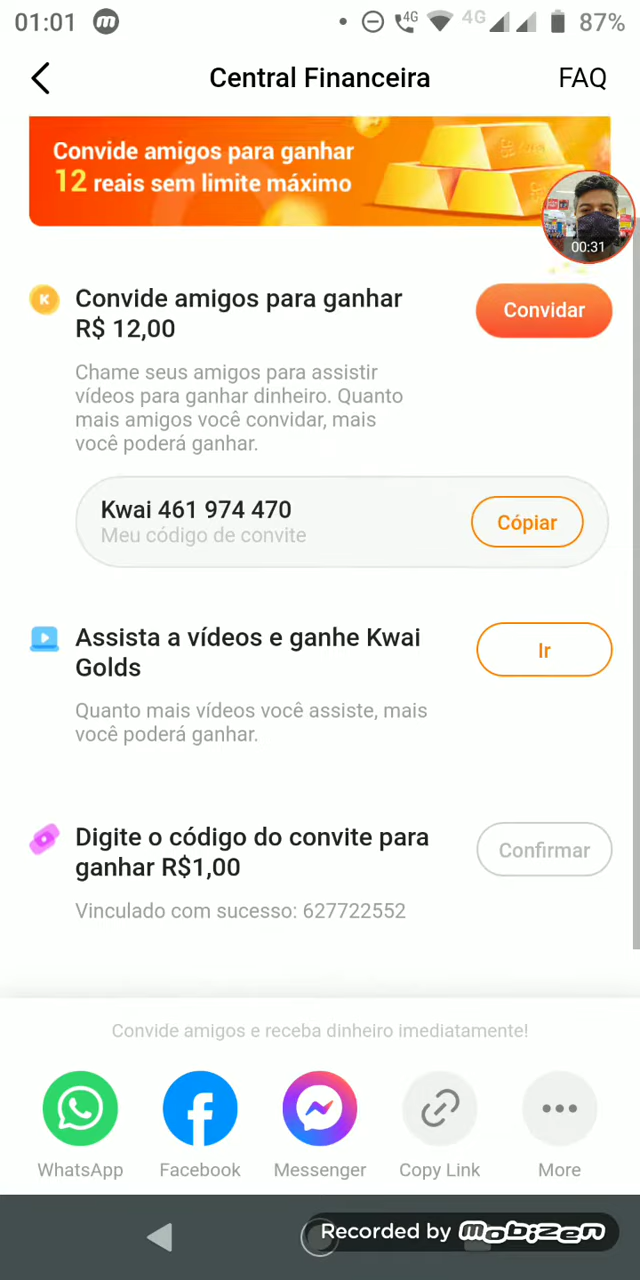 01:01 m 4G 4G 87%
Central Financeira FAQ
Convide amigos para ganhar
12 reais sem limite máximo
00:31
K Convide amigos para ganhar
R$ 12,00
Convidar
Chame seus amigos para assistir
vídeos para ganhar dinheiro. Quanto
mais amigos você convidar, mais
você poderá ganhar.
Kwai 461 974 470
Meu código de convite
Cópiar
Assista a vídeos e ganhe Kwai
Golds
Ir
Quanto mais vídeos você assiste, mais
você poderá ganhar.
Digite o código do convite para
ganhar R$1,00
Confirmar
Vinculado com sucesso: 627722552
Convide amigos e receba dinheiro imediatamente!
WhatsApp Facebook Messenger Copy Link More
Recorded by mobizen